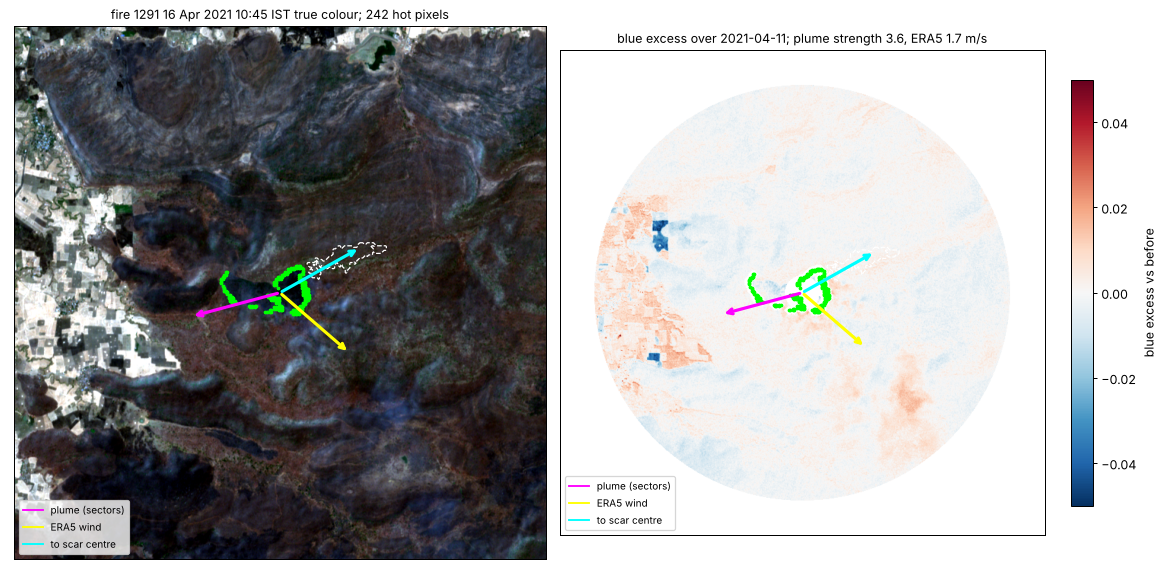 fire 1291 16 Apr 2021 10:45 IST true colour; 242 hot pixels
plume (sectors)
ERA5 wind
to scar centre
blue excess over 2021-04-11; plume strength 3.6, ERA5 1.7 m/s
plume (sectors)
ERA5 wind
to scar centre
0.04
0.02
0.00
−0.02
−0.04
blue excess vs before